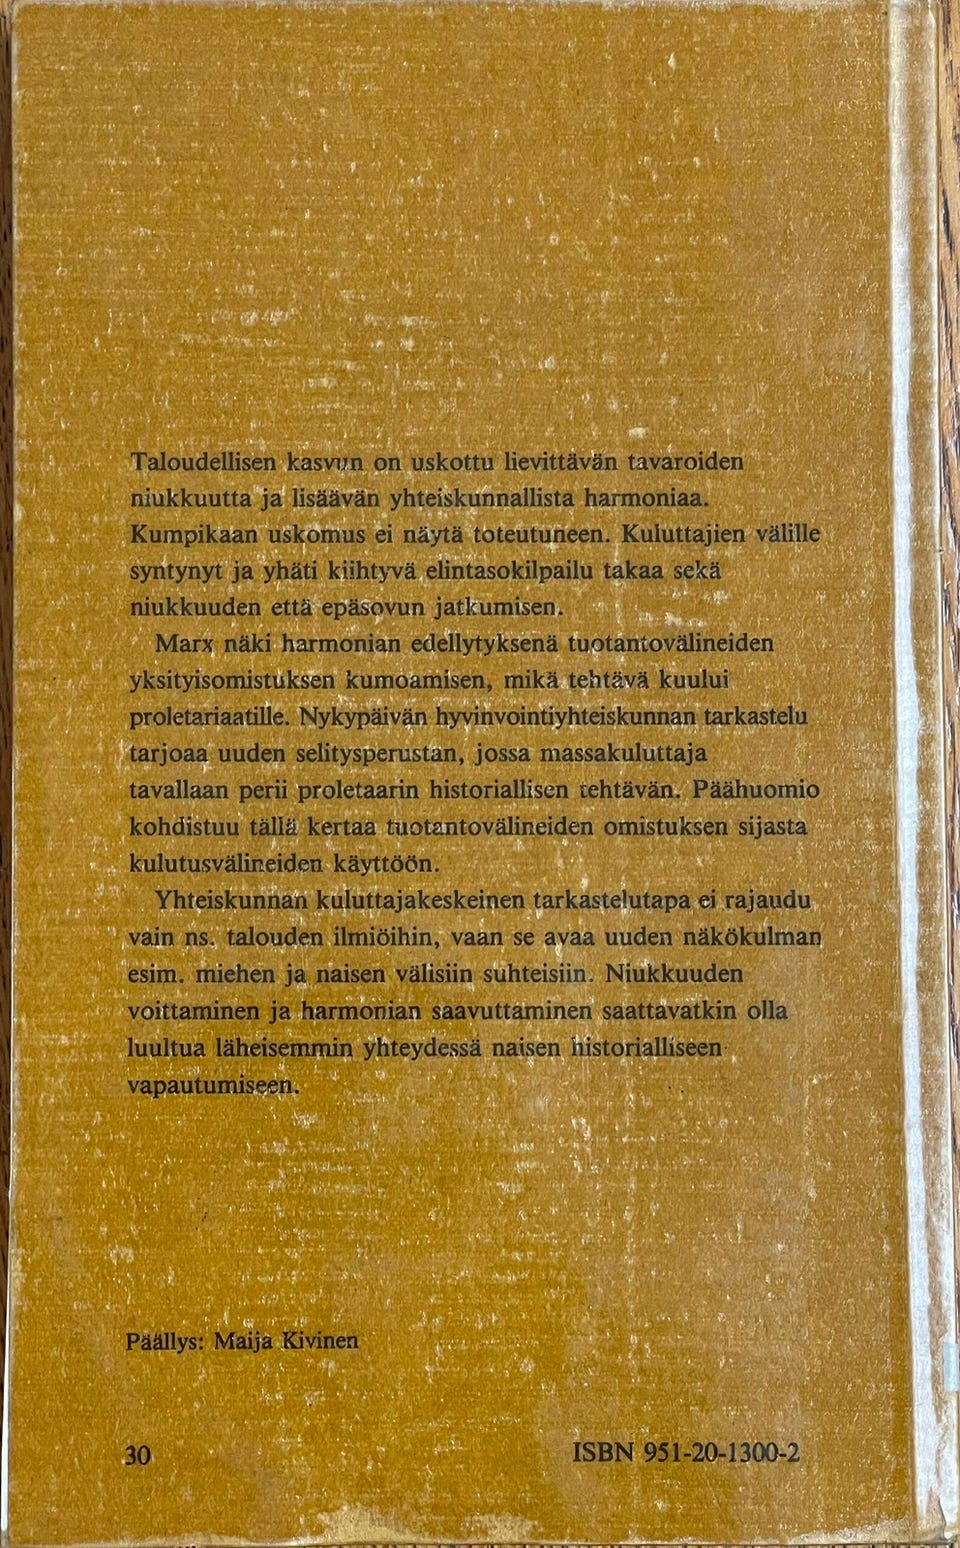 Taloudellisen kasvun on uskottu lievittävän tavaroiden
niukkuutta ja lisäävän yhteiskunnallista harmoniaa.
Kumpikaan uskomus ei näytä toteutuneen. Kuluttajien välille
syntynyt ja yhäti kiihtyvä elintasokilpailu takaa sekä
niukkuuden että epäsovun jatkumisen.
Marx näki harmonian edellytyksenä tuotantovälineiden
yksityisomistuksen kumoamisen, mikä tehtävä kuului
proletariaatille. Nykypäivän hyvinvointiyhteiskunnan tarkastelu
tarjoaa uuden selitysperustan, jossa massakuluttaja
tavallaan perii proletaarin historiallisen tehtävän. Päähuomio
kohdistuu tällä kertaa tuotantovälineiden omistuksen sijasta
kulutusvälineiden käyttöön.
Yhteiskunnan kuluttajakeskeinen tarkastelutapa ei rajaudu
vain ns. talouden ilmiöihin, vaan se avaa uuden näkökulman
esim. miehen ja naisen välisiin suhteisiin. Niukkuuden
voittaminen ja harmonian saavuttaminen saattavatkin olla
luultua läheisemmin yhteydessä naisen historialliseen
vapautumiseen.
Päällys: Maija Kivinen
30
ISBN 951-20-1300-2